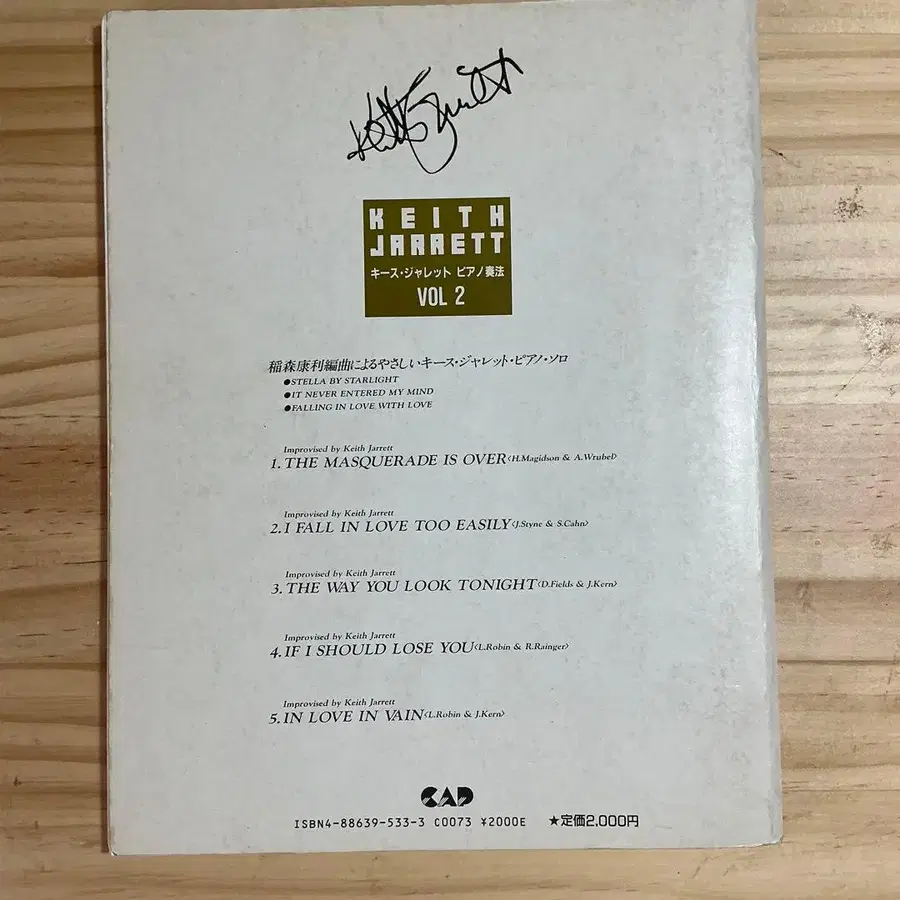 Keith Jarrett
KEITH
JARRETT
キース・ジャレット ピアノ奏法
VOL 2
稲森康利編曲によるやさしいキース・ジャレット・ピアノ・ソロ
●STELLA BY STARLIGHT
●IT NEVER ENTERED MY MIND
●FALLING IN LOVE WITH LOVE
Improvised by Keith Jarrett
1. THE MASQUERADE IS OVER<H.Magidson & A.Wrubel>
Improvised by Keith Jarrett
2. I FALL IN LOVE TOO EASILY<J.Styne & S.Cahn>
Improvised by Keith Jarrett
3. THE WAY YOU LOOK TONIGHT<D.Fields & J.Kern>
Improvised by Keith Jarrett
4. IF I SHOULD LOSE YOU<L.Robin & R.Rainger>
Improvised by Keith Jarrett
5. IN LOVE IN VAIN<L.Robin & J.Kern>
CAD
ISBN4-88639-533-3 C0073 ¥2000E ★定価2,000円